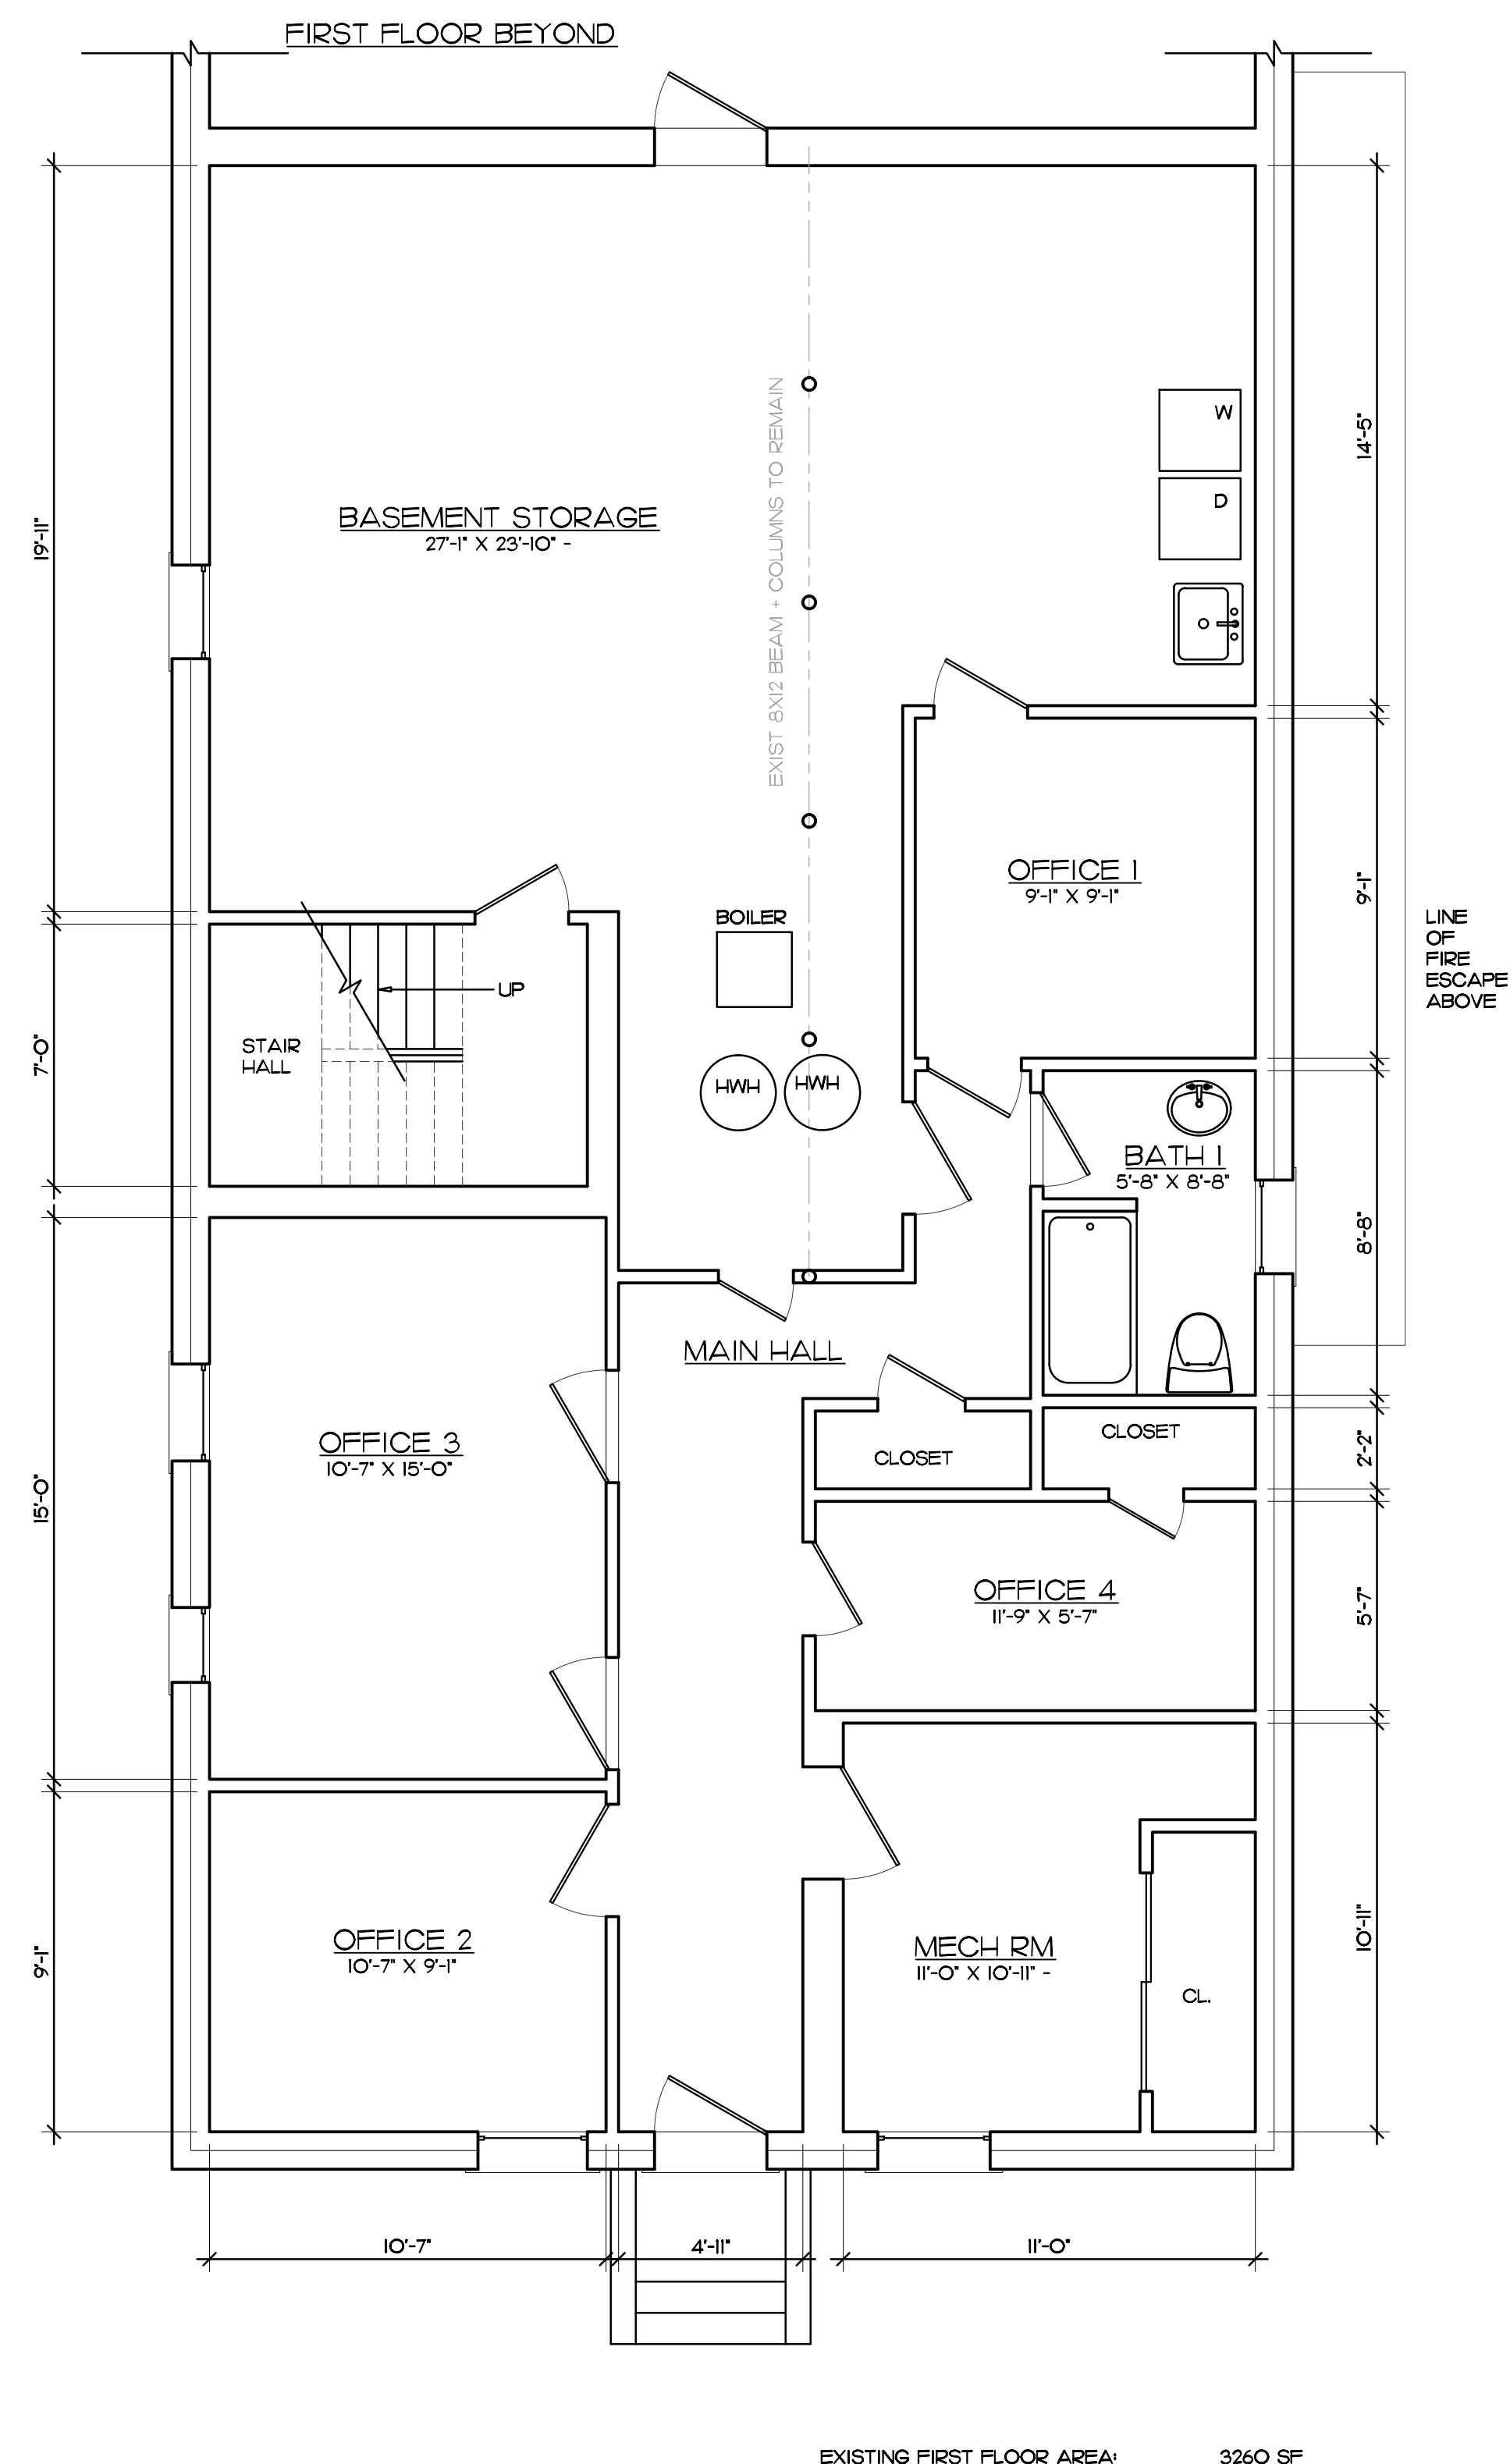 FIRST FLOOR BEYOND
19'-11"
14'-5"
W
D
EXIST 8X12 BEAM + COLUMNS TO REMAIN
BASEMENT STORAGE
27'-1" X 23'-10" -
OFFICE 1
9'-1" X 9'-1"
9'-1"
BOILER
LINE
OF
FIRE
ESCAPE
ABOVE
UP
STAIR
HALL
7'-0"
HWH
HWH
BATH 1
5'-8" X 8'-8"
8'-8"
MAIN HALL
OFFICE 3
10'-7" X 15'-0"
CLOSET
CLOSET
2'-2"
15'-0"
OFFICE 4
11'-9" X 5'-7"
5'-7"
OFFICE 2
10'-7" X 9'-1"
9'-1"
MECH RM
11'-0" X 10'-11" -
CL.
10'-11"
10'-7"
4'-11"
11'-0"
EXISTING FIRST FLOOR AREA: 3260 SF